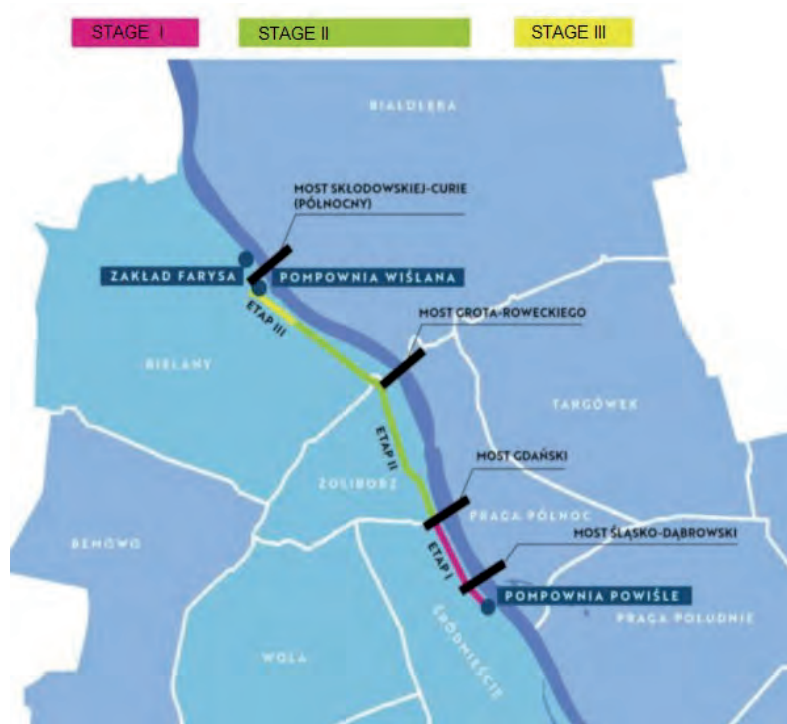 STAGE I
STAGE II
STAGE III
BIAŁOŁĘKA
MOST SKŁODOWSKIEJ-CURIE
(PÓŁNOCNY)
ZAKŁAD FARYSA
POMPOWNIA WIŚLANA
ETAP III
MOST GROTA-ROWECKIEGO
BIELANY
TARGÓWEK
ETAP II
MOST GDAŃSKI
ŻOLIBORZ
PRAGA PÓŁNOC
BEMOWO
MOST ŚLĄSKO-DĄBROWSKI
ETAP I
POMPOWNIA POWIŚLE
PRAGA POŁUDNIE
WOLA
ŚRÓDMIEŚCIE